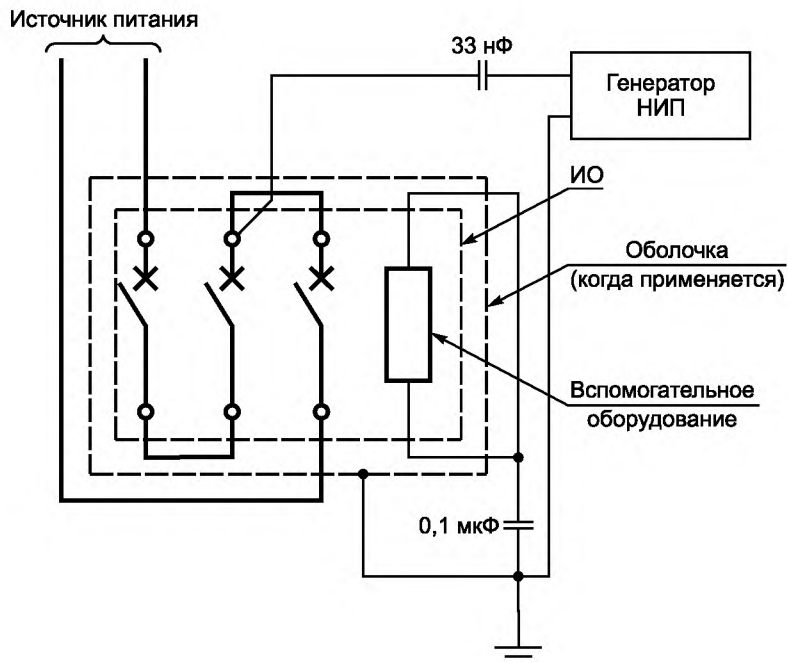 Источник питания
33 нФ
Генератор
НИП
ИО
Оболочка
(когда применяется)
Вспомогательное
оборудование
0,1 мкФ